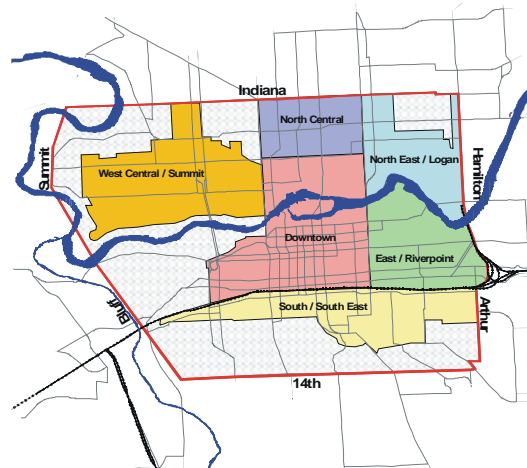 Indiana
North Central
North East / Logan
Summit
West Central / Summit
Hamilton
Downtown
East / Riverpoint
Bluff
South / South East
Arthur
14th